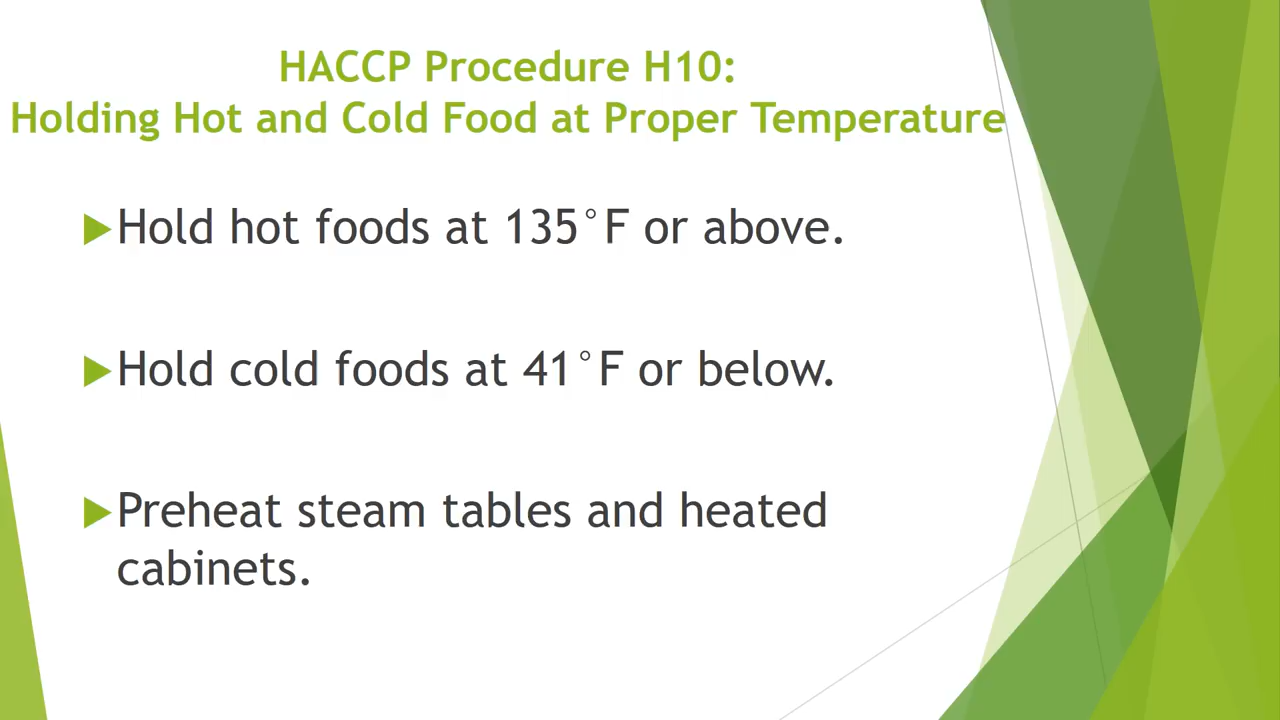 HACCP Procedure H10:
Holding Hot and Cold Food at Proper Temperature
Hold hot foods at 135°F or above.
Hold cold foods at 41°F or below.
Preheat steam tables and heated
cabinets.